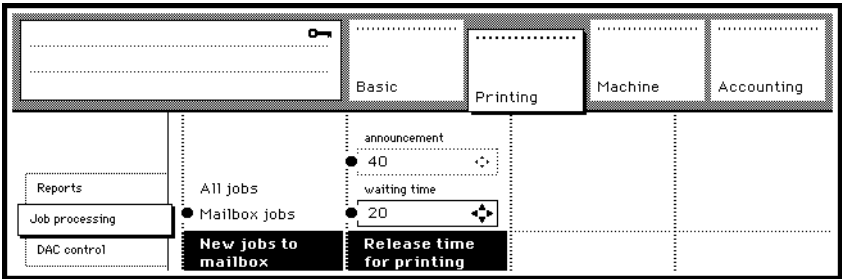 Basic
Printing
Machine
Accounting
Reports
Job processing
DAC control
All jobs
Mailbox jobs
New jobs to
mailbox
announcement
40
waiting time
20
Release time
for printing